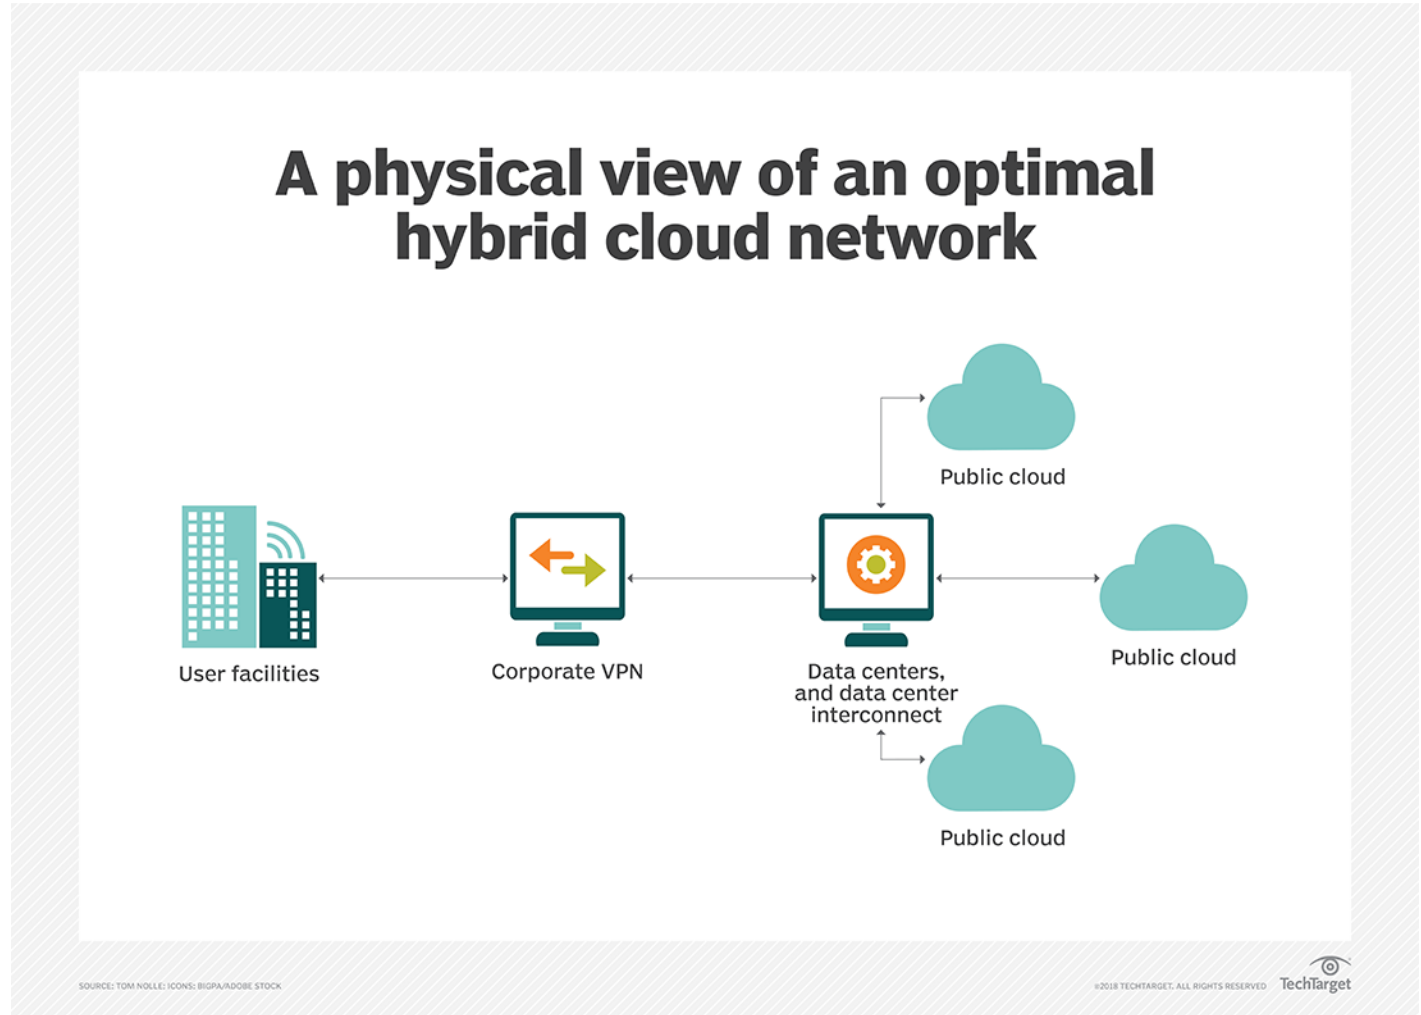 A physical view of an optimal
hybrid cloud network
Public cloud
User facilities
Corporate VPN
Data centers,
and data center
interconnect
Public cloud
Public cloud
SOURCE: TOM NOLLE; ICONS: BIGPA/ADOBE STOCK
©2018 TECHTARGET. ALL RIGHTS RESERVED
TechTarget